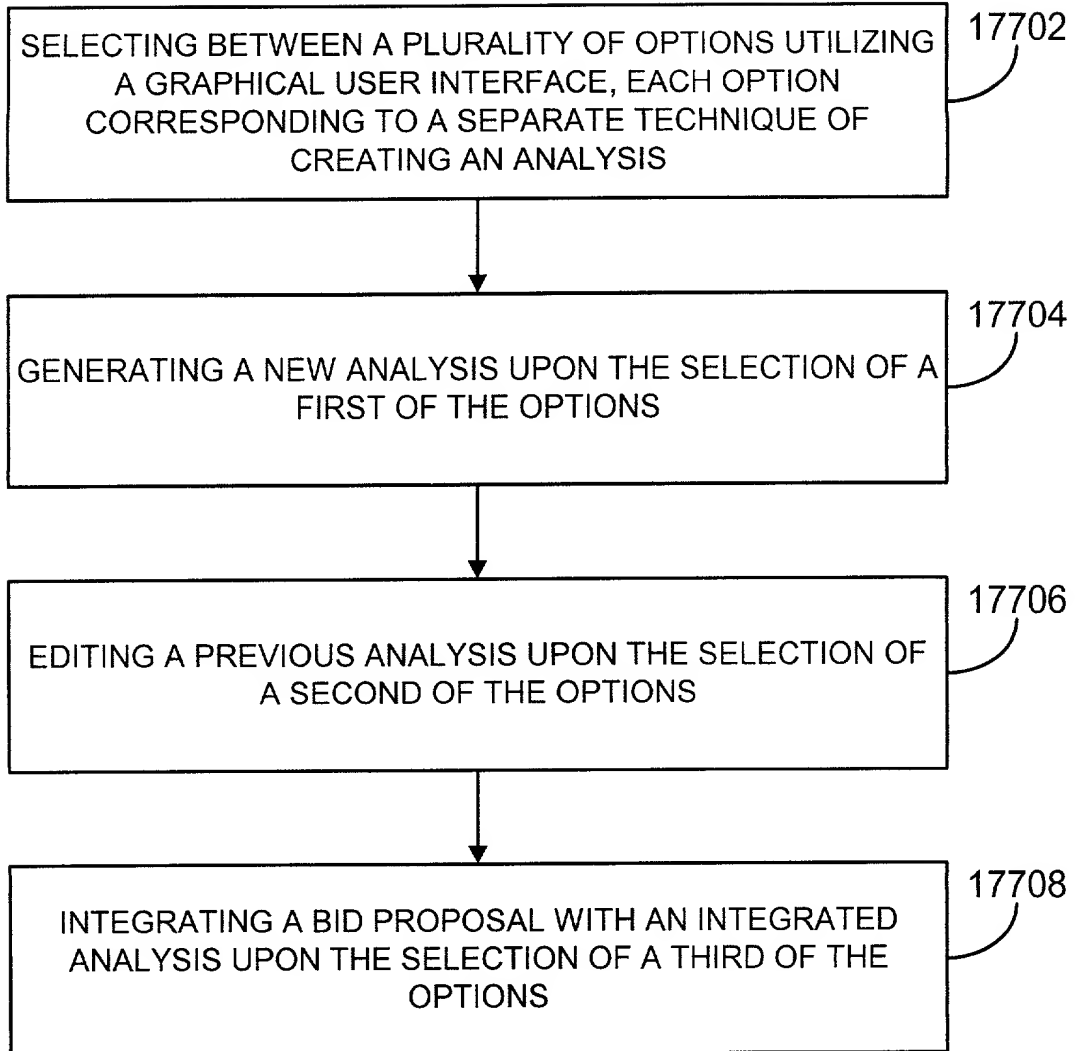 SELECTING BETWEEN A PLURALITY OF OPTIONS UTILIZING
A GRAPHICAL USER INTERFACE, EACH OPTION
CORRESPONDING TO A SEPARATE TECHNIQUE OF
CREATING AN ANALYSIS
17702
GENERATING A NEW ANALYSIS UPON THE SELECTION OF A
FIRST OF THE OPTIONS
17704
EDITING A PREVIOUS ANALYSIS UPON THE SELECTION OF
A SECOND OF THE OPTIONS
17706
INTEGRATING A BID PROPOSAL WITH AN INTEGRATED
ANALYSIS UPON THE SELECTION OF A THIRD OF THE
OPTIONS
17708